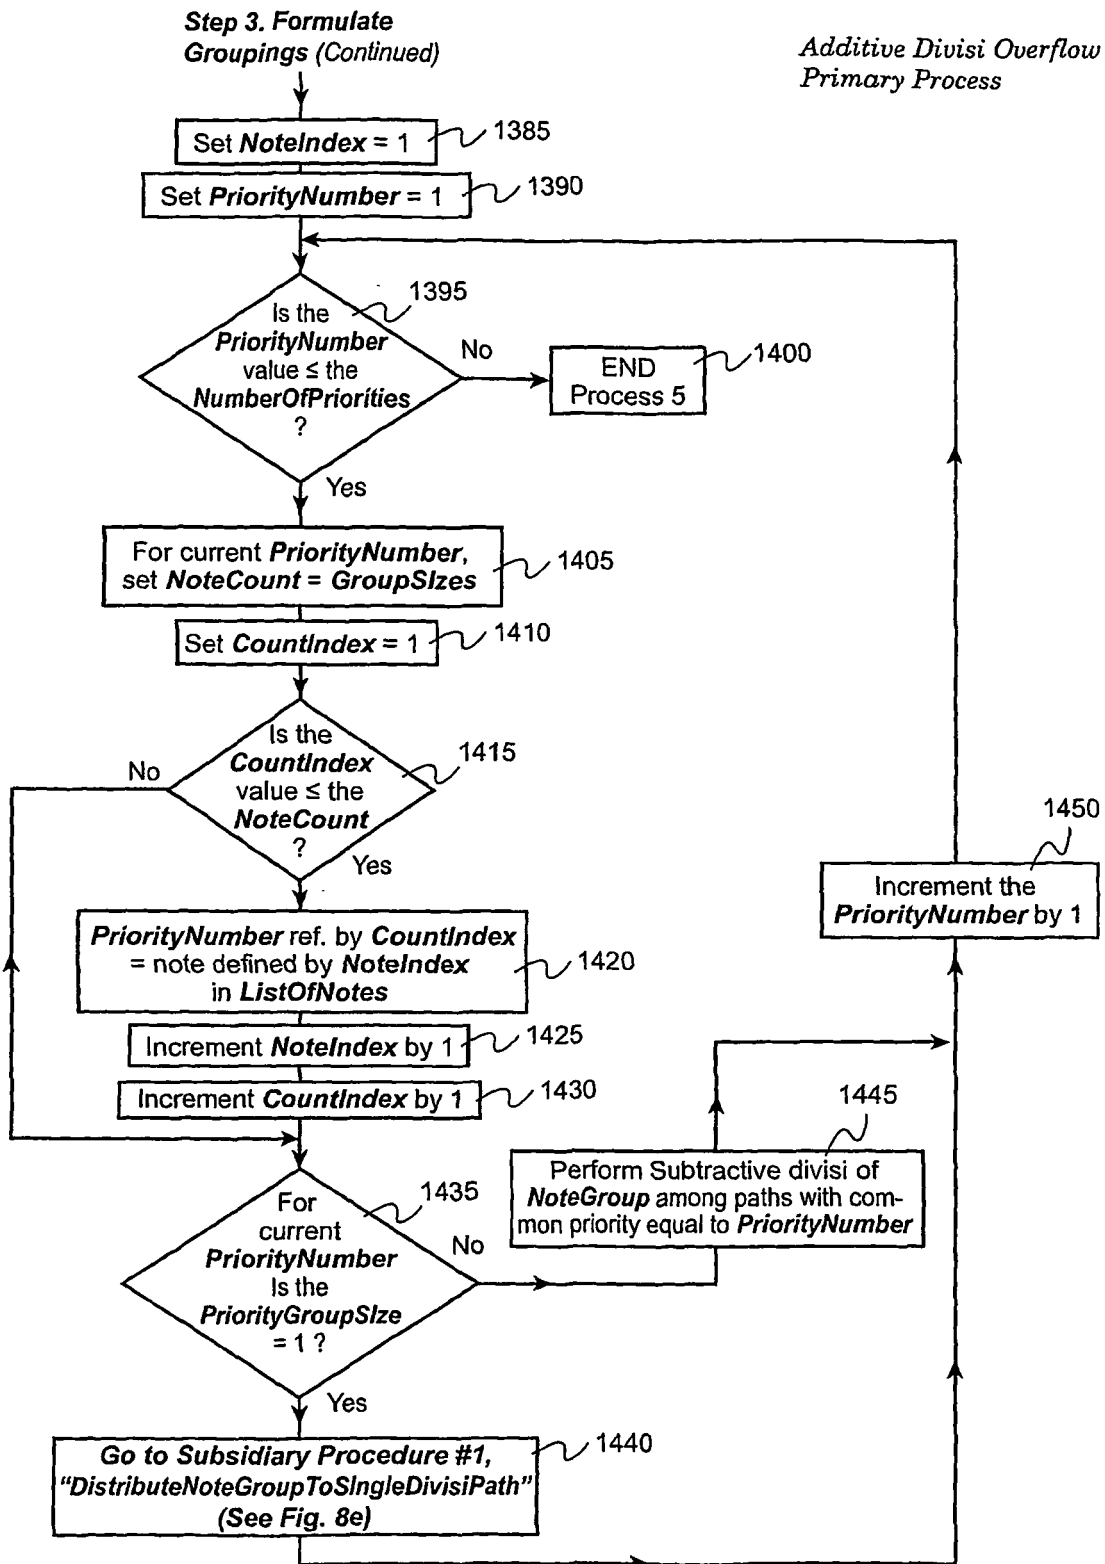 Step 3. Formulate
Groupings (Continued)
Additive Divisi Overflow
Primary Process
Set NoteIndex = 1
1385
Set PriorityNumber = 1
1390
Is the
PriorityNumber
value ≤ the
NumberOfPriorities
?
1395
No
END
Process 5
1400
Yes
For current PriorityNumber,
set NoteCount = GroupSIzes
1405
Set CountIndex = 1
1410
Is the
CountIndex
value ≤ the
NoteCount
?
1415
No
Yes
PriorityNumber ref. by CountIndex
= note defined by NoteIndex
in ListOfNotes
1420
Increment NoteIndex by 1
1425
Increment CountIndex by 1
1430
For
current
PriorityNumber
Is the
PriorityGroupSIze
= 1 ?
1435
No
Perform Subtractive divisi of
NoteGroup among paths with com-
mon priority equal to PriorityNumber
1445
Increment the
PriorityNumber by 1
1450
Yes
Go to Subsidiary Procedure #1,
“DistributeNoteGroupToSIngleDivisiPath”
(See Fig. 8e)
1440